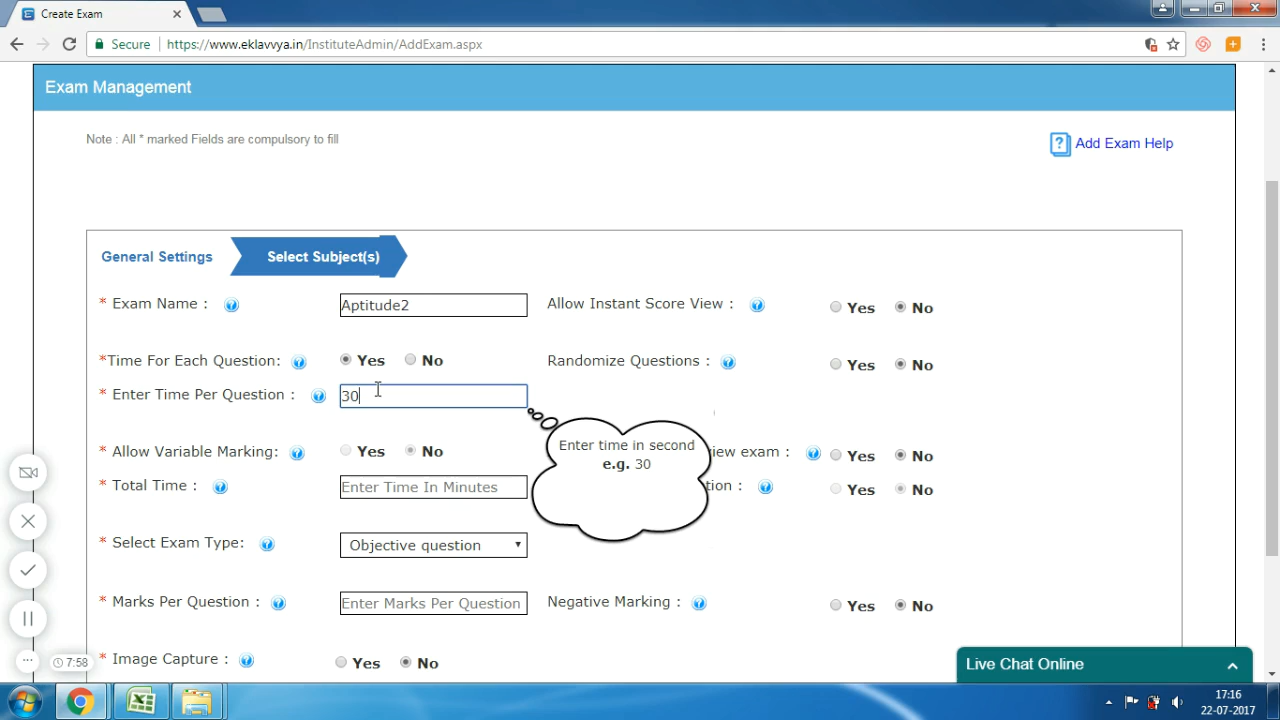 Create Exam
Secure https://www.eklavvya.in/InstituteAdmin/AddExam.aspx
Exam Management
Note : All * marked Fields are compulsory to fill
? Add Exam Help
General Settings Select Subject(s)
* Exam Name : ? Aptitude2 Allow Instant Score View : ? Yes No
*Time For Each Question: ? Yes No Randomize Questions : ? Yes No
* Enter Time Per Question : ? 30
Enter time in second
e.g. 30
* Allow Variable Marking: ? Yes No view exam : ? Yes No
* Total Time : ? Enter Time In Minutes tion : ? Yes No
* Select Exam Type: ? Objective question
* Marks Per Question : ? Enter Marks Per Question Negative Marking : ? Yes No
* Image Capture : ? Yes No
7:58
Live Chat Online
17:16
22-07-2017